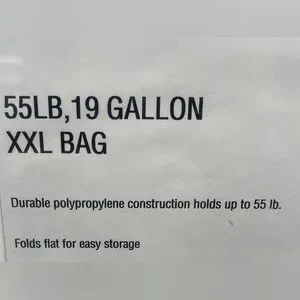 55LB,19 GALLON
XXL BAG
Durable polypropylene construction holds up to 55 lb.
Folds flat for easy storage